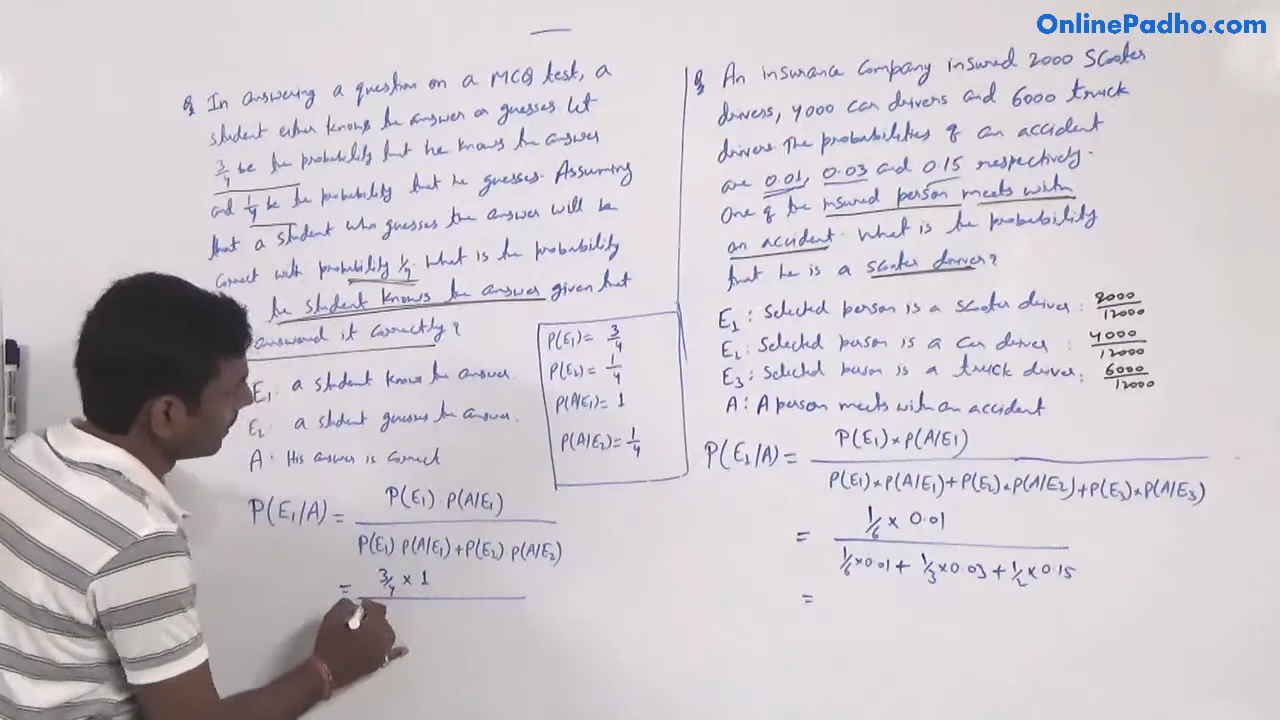 OnlinePadho.com
Q In answering a question on a MCQ test, a
student either knows the answer or guesses let
3/4 be the probability that he knows the answer
and 1/4 be the probability that he guesses. Assuming
that a student who guesses the answer will be
correct with probability 1/4. What is the probability
the student knows the answer given that
answered it correctly?
E1: a student knows the answer.
E2: a student guesses the answer.
A: His answer is correct
P(E1)= 3/4
P(E2)= 1/4
P(A/E1)= 1
P(A/E2)= 1/4
P(E1/A) = P(E1) . P(A/E1)
P(E1) P(A/E1)+P(E2) P(A/E2)
= 3/4 × 1
Q An insurance company insured 2000 scooter
drivers, 4000 car drivers and 6000 truck
drivers. The probabilities of an accident
are 0.01, 0.03 and 0.15 respectively.
One of the insured person meets with
an accident. What is the probability
that he is a scooter driver?
E1: Selected person is a scooter driver: 2000/12000
E2: Selected person is a car driver : 4000/12000
E3: Selected person is a truck driver: 6000/12000
A: A person meets with an accident
P(E1/A) = P(E1)×P(A/E1)
P(E1)×P(A/E1)+P(E2)×P(A/E2)+P(E3)×P(A/E3)
= 1/6 × 0.01
1/6×0.01+ 1/3×0.03+1/2×0.15
=